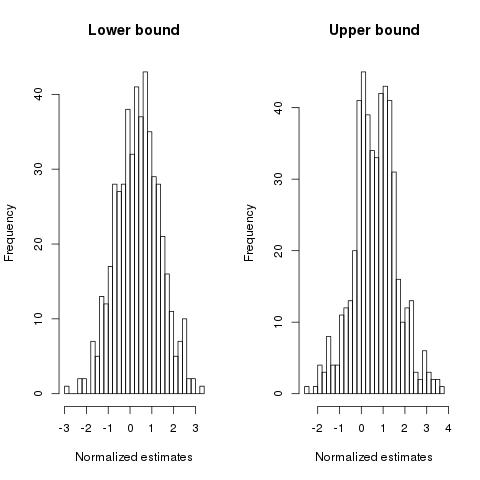 Lower bound
Upper bound
Frequency
0
10
20
30
40
-3 -2 -1 0 1 2 3
Normalized estimates
Frequency
0
10
20
30
40
-2 -1 0 1 2 3 4
Normalized estimates